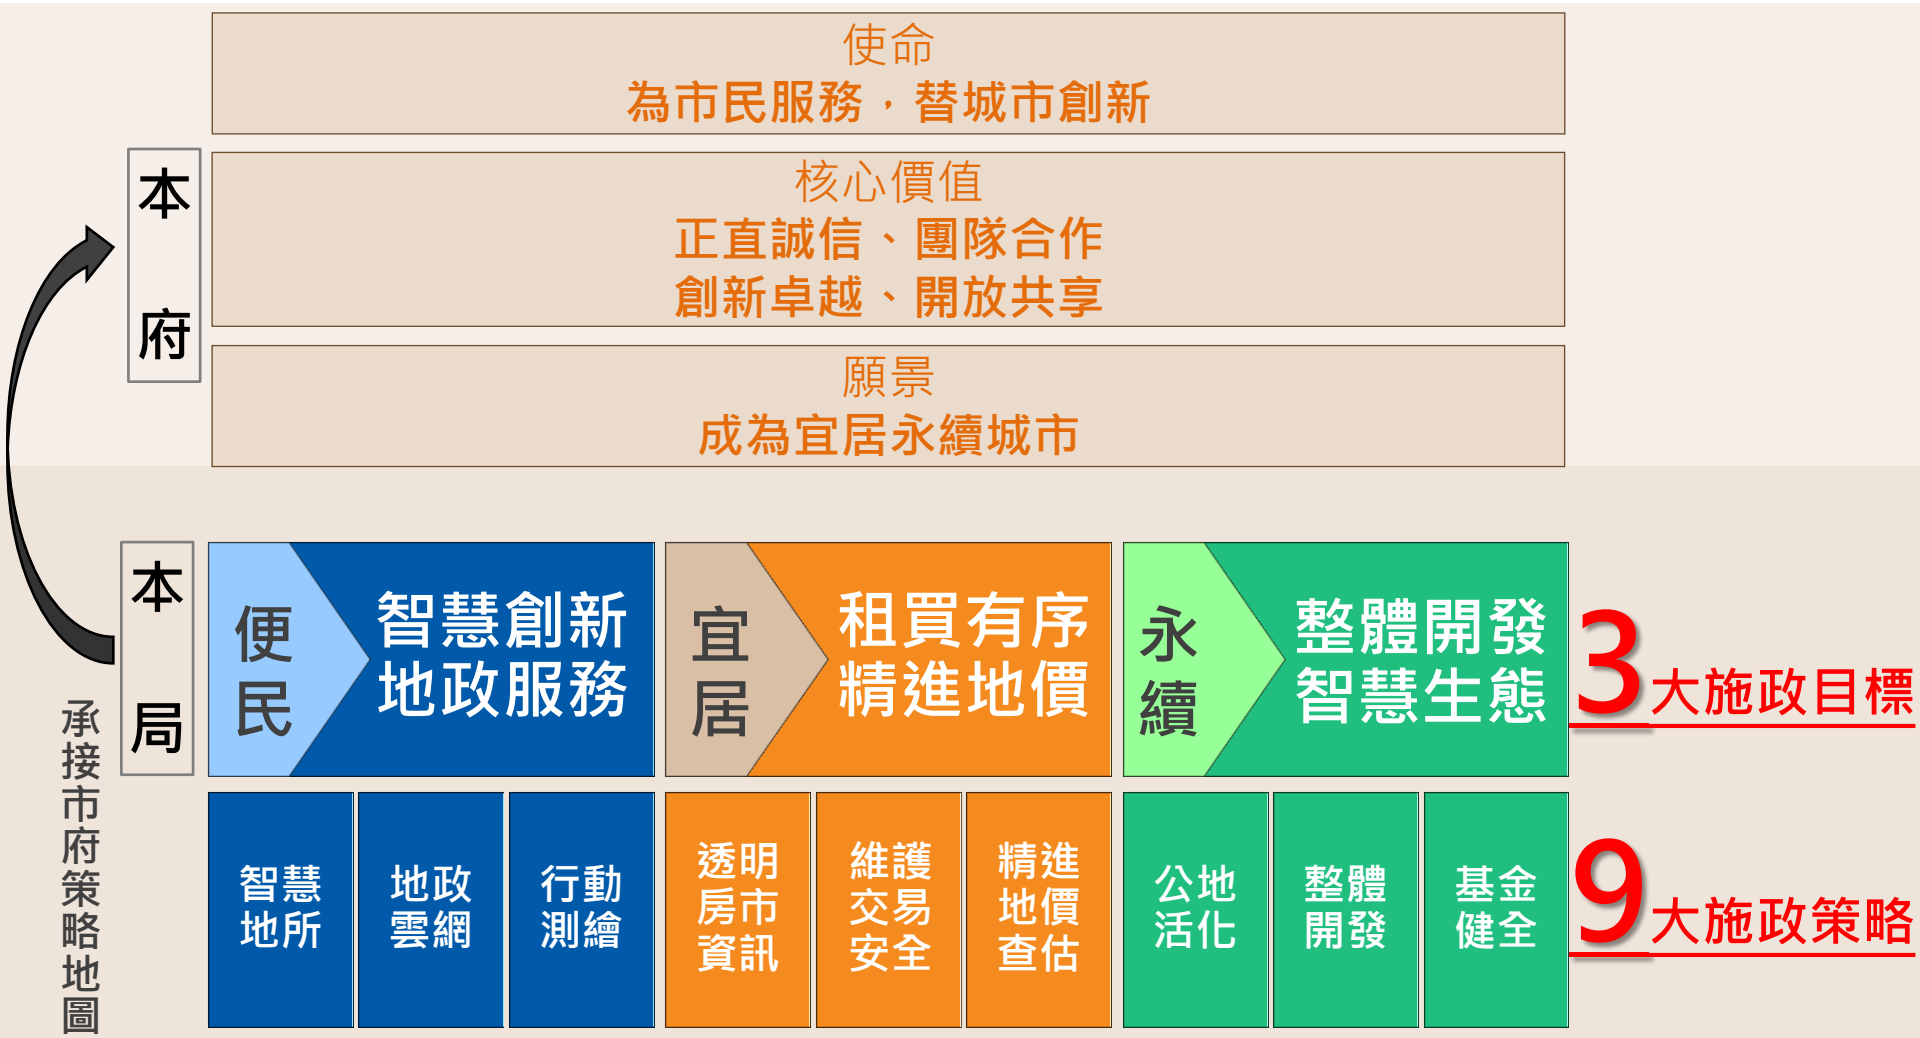 本府
使命
為市民服務，替城市創新
核心價值
正直誠信、團隊合作
創新卓越、開放共享
願景
成為宜居永續城市
承接市府策略地圖
本局
便民
智慧創新
地政服務
宜居
租買有序
精進地價
永續
整體開發
智慧生態
3大施政目標
智慧
地所
地政
雲網
行動
測繪
透明
房市
資訊
維護
交易
安全
精進
地價
查估
公地
活化
整體
開發
基金
健全
9大施政策略